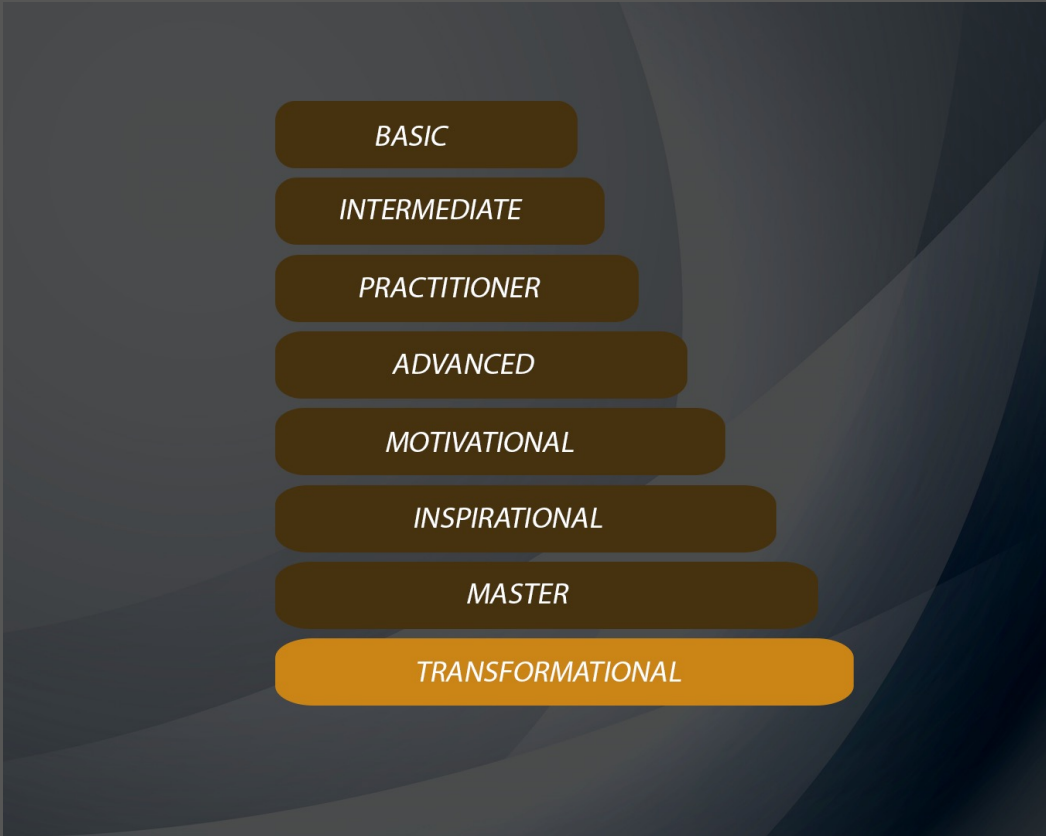 BASIC
INTERMEDIATE
PRACTITIONER
ADVANCED
MOTIVATIONAL
INSPIRATIONAL
MASTER
TRANSFORMATIONAL